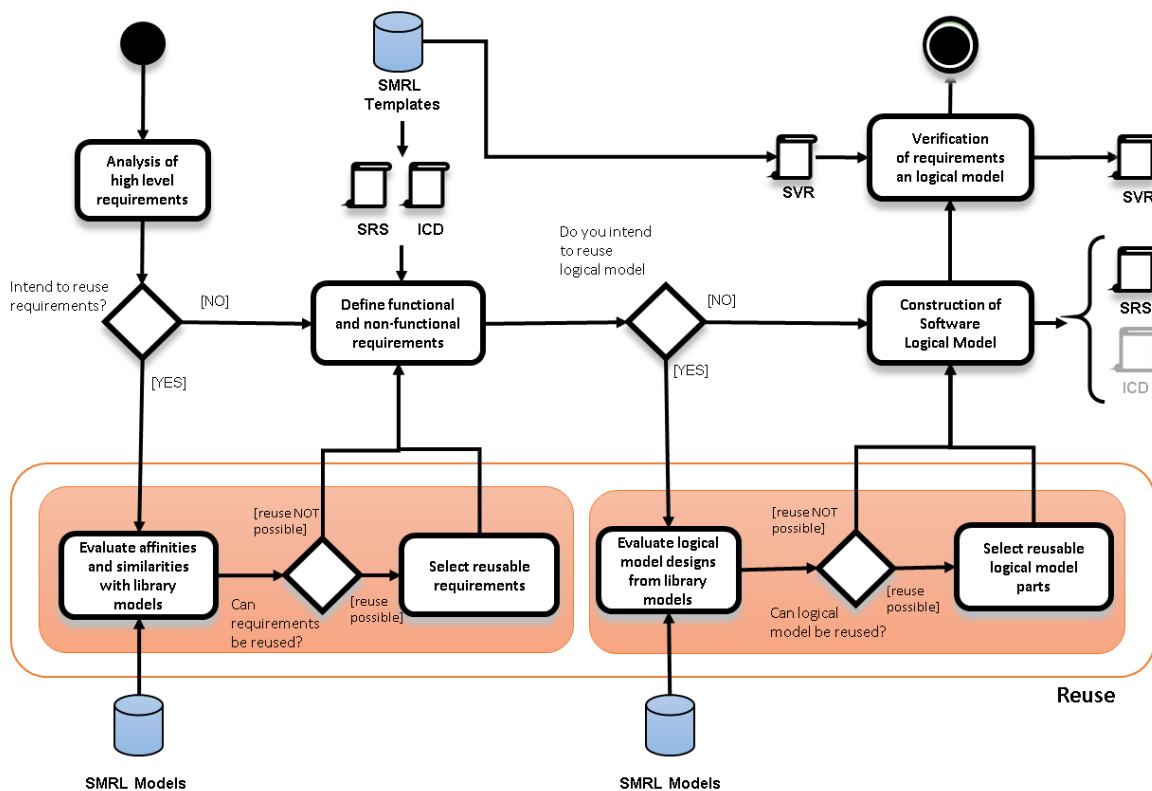 SMRL
Templates
Analysis of
high level
requirements
SRS
ICD
SVR
Verification
of requirements
an logical model
SVR
Intend to reuse
requirements?
[NO]
[YES]
Define functional
and non-functional
requirements
Do you intend
to reuse
logical model
[NO]
[YES]
Construction of
Software
Logical Model
SRS
ICD
Evaluate affinities
and similarities
with library
models
[reuse NOT
possible]
Can
requirements
be reused?
[reuse
possible]
Select reusable
requirements
Evaluate logical
model designs
from library
models
[reuse NOT
possible]
Can logical
model be reused?
[reuse
possible]
Select reusable
logical model
parts
Reuse
SMRL Models
SMRL Models